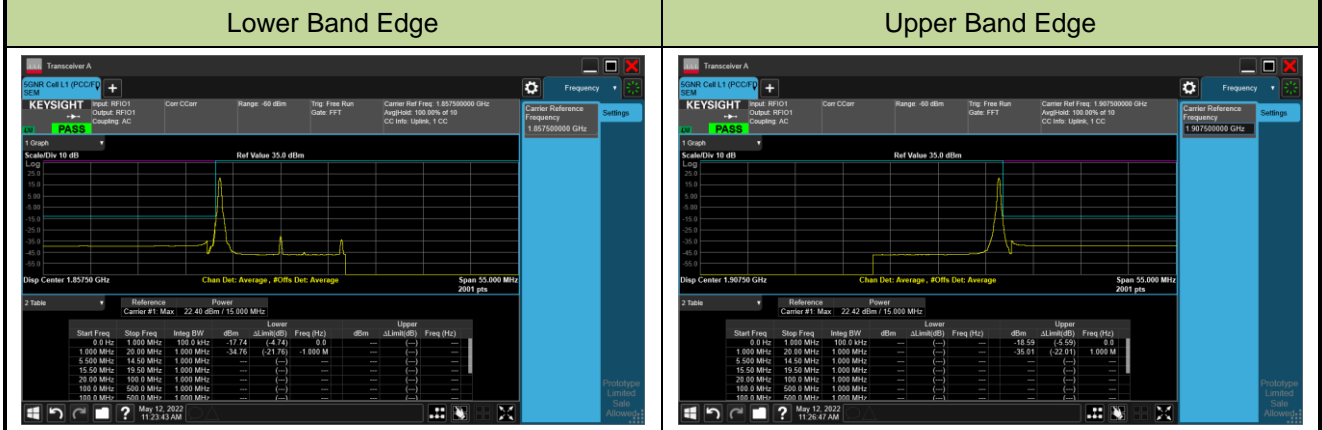 Lower Band Edge
Upper Band Edge
Transceiver A
5GNR Cell L1 (PCC/FD
SEM
Frequency
KEYSIGHT
Input: RFIO1
Output: RFIO1
Coupling: AC
Corr CCorr
Range: -60 dBm
Trig: Free Run
Gate: FFT
Carrier Ref Freq: 1.857500000 GHz
Avg|Hold: 100.00% of 10
CC Info: Uplink, 1 CC
PASS
Carrier Reference
Frequency
1.857500000 GHz
Settings
1 Graph
Scale/Div 10 dB
Ref Value 35.0 dBm
Log
25.0
15.0
5.00
-5.00
-15.0
-25.0
-35.0
-45.0
-55.0
Disp Center 1.85750 GHz
Chan Det: Average , #Offs Det: Average
Span 55.000 MHz
2001 pts
2 Table
Reference Power
Carrier #1: Max 22.40 dBm / 15.000 MHz
Lower Upper
Start Freq Stop Freq Integ BW dBm ΔLimit(dB) Freq (Hz) dBm ΔLimit(dB) Freq (Hz)
0.0 Hz 1.000 MHz 100.0 kHz -17.74 (-4.74) 0.0 --- (---) ---
1.000 MHz 20.00 MHz 1.000 MHz -34.76 (-21.76) -1.000 M --- (---) ---
5.500 MHz 14.50 MHz 1.000 MHz --- (---) --- --- (---) ---
15.50 MHz 19.50 MHz 1.000 MHz --- (---) --- --- (---) ---
20.00 MHz 100.0 MHz 1.000 MHz --- (---) --- --- (---) ---
100.0 MHz 500.0 MHz 1.000 MHz --- (---) --- --- (---) ---
100.0 MHz 500.0 MHz 1.000 MHz --- (---) --- --- (---) ---
Prototype
Limited
Sale
Allowed
May 12, 2022
11:23:43 AM
Transceiver A
5GNR Cell L1 (PCC/FD
SEM
Frequency
KEYSIGHT
Input: RFIO1
Output: RFIO1
Coupling: AC
Corr CCorr
Range: -60 dBm
Trig: Free Run
Gate: FFT
Carrier Ref Freq: 1.907500000 GHz
Avg|Hold: 100.00% of 10
CC Info: Uplink, 1 CC
PASS
Carrier Reference
Frequency
1.907500000 GHz
Settings
1 Graph
Scale/Div 10 dB
Ref Value 35.0 dBm
Log
25.0
15.0
5.00
-5.00
-15.0
-25.0
-35.0
-45.0
-55.0
Disp Center 1.90750 GHz
Chan Det: Average , #Offs Det: Average
Span 55.000 MHz
2001 pts
2 Table
Reference Power
Carrier #1: Max 22.42 dBm / 15.000 MHz
Lower Upper
Start Freq Stop Freq Integ BW dBm ΔLimit(dB) Freq (Hz) dBm ΔLimit(dB) Freq (Hz)
0.0 Hz 1.000 MHz 100.0 kHz --- (---) --- -18.59 (-5.59) 0.0
1.000 MHz 20.00 MHz 1.000 MHz --- (---) --- -35.01 (-22.01) 1.000 M
5.500 MHz 14.50 MHz 1.000 MHz --- (---) --- --- (---) ---
15.50 MHz 19.50 MHz 1.000 MHz --- (---) --- --- (---) ---
20.00 MHz 100.0 MHz 1.000 MHz --- (---) --- --- (---) ---
100.0 MHz 500.0 MHz 1.000 MHz --- (---) --- --- (---) ---
100.0 MHz 500.0 MHz 1.000 MHz --- (---) --- --- (---) ---
Prototype
Limited
Sale
Allowed
May 12, 2022
11:26:47 AM